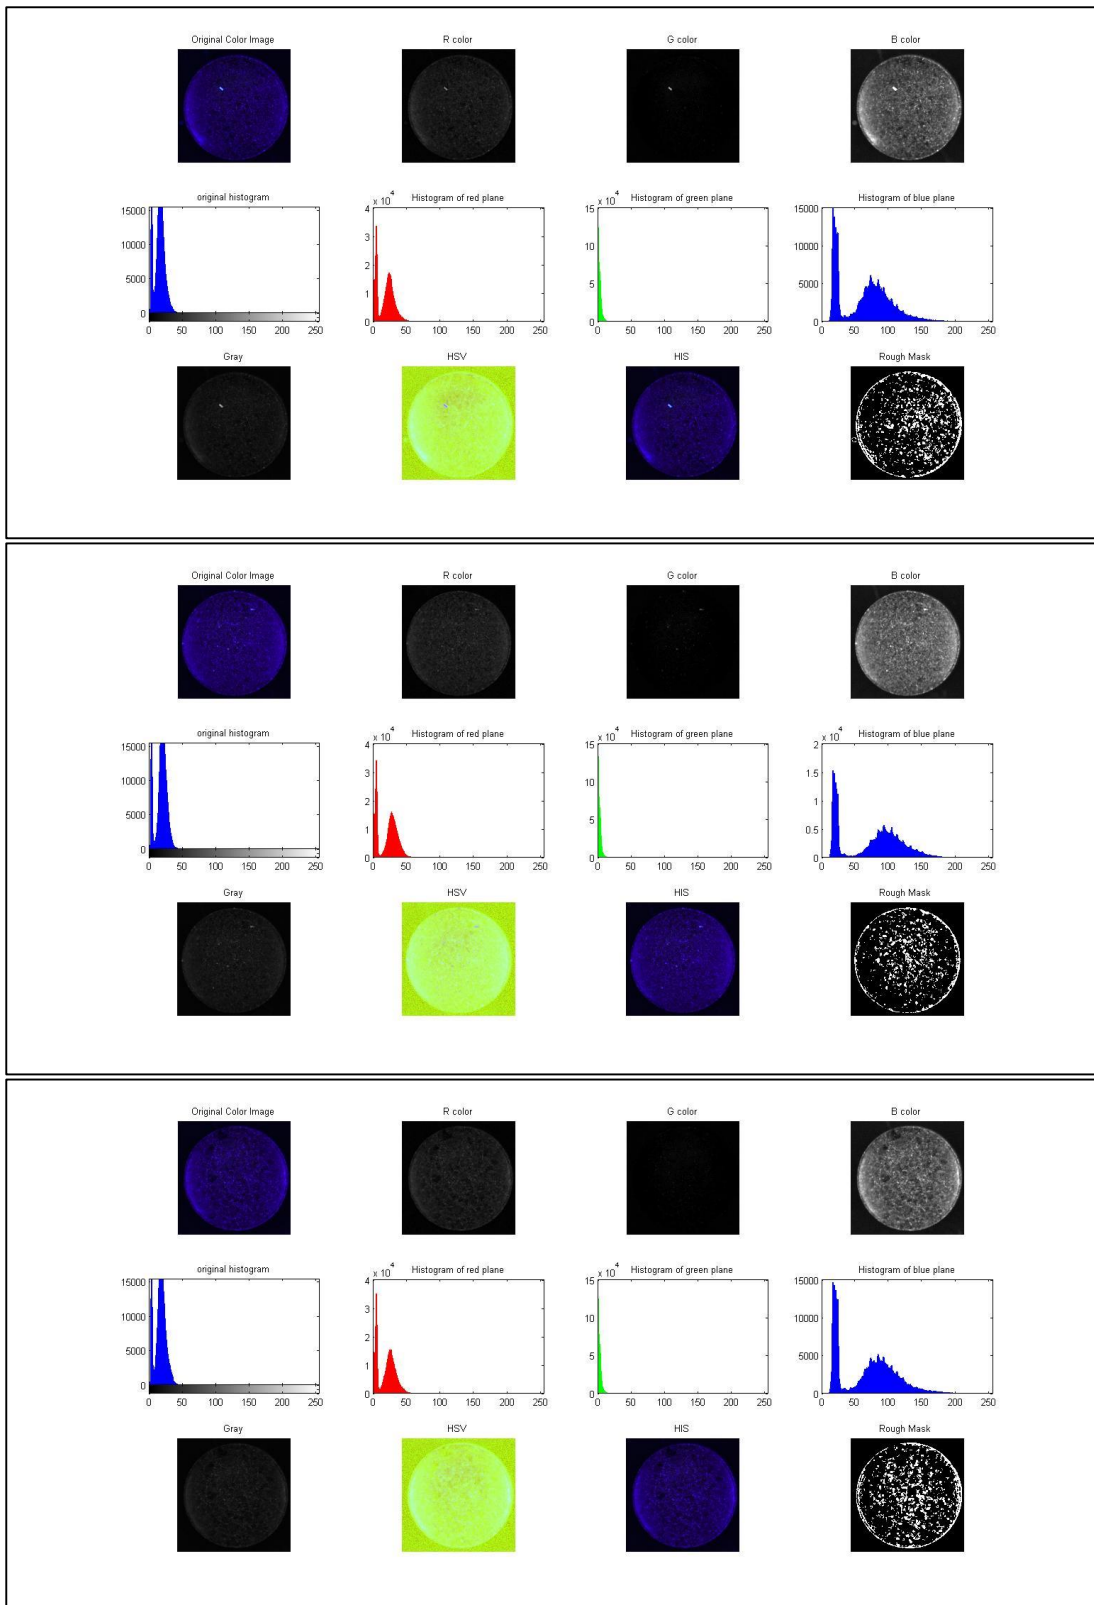 Original Color Image R color G color B color
original histogram Histogram of red plane Histogram of green plane Histogram of blue plane
x 10^4 x 10^4
15000 4 15 15000
10000 3 10 10000
5000 2 5 5000
1
0 0 0 0
0 50 100 150 200 250 0 50 100 150 200 250 0 50 100 150 200 250 0 50 100 150 200 250
Gray HSV HIS Rough Mask
Original Color Image R color G color B color
original histogram Histogram of red plane Histogram of green plane Histogram of blue plane
x 10^4 x 10^4 x 10^4
15000 4 15 2
10000 3 10 1.5
5000 2 5 1
1 0.5
0 0 0 0
0 50 100 150 200 250 0 50 100 150 200 250 0 50 100 150 200 250 0 50 100 150 200 250
Gray HSV HIS Rough Mask
Original Color Image R color G color B color
original histogram Histogram of red plane Histogram of green plane Histogram of blue plane
x 10^4 x 10^4
15000 4 15 15000
10000 3 10 10000
5000 2 5 5000
1
0 0 0 0
0 50 100 150 200 250 0 50 100 150 200 250 0 50 100 150 200 250 0 50 100 150 200 250
Gray HSV HIS Rough Mask